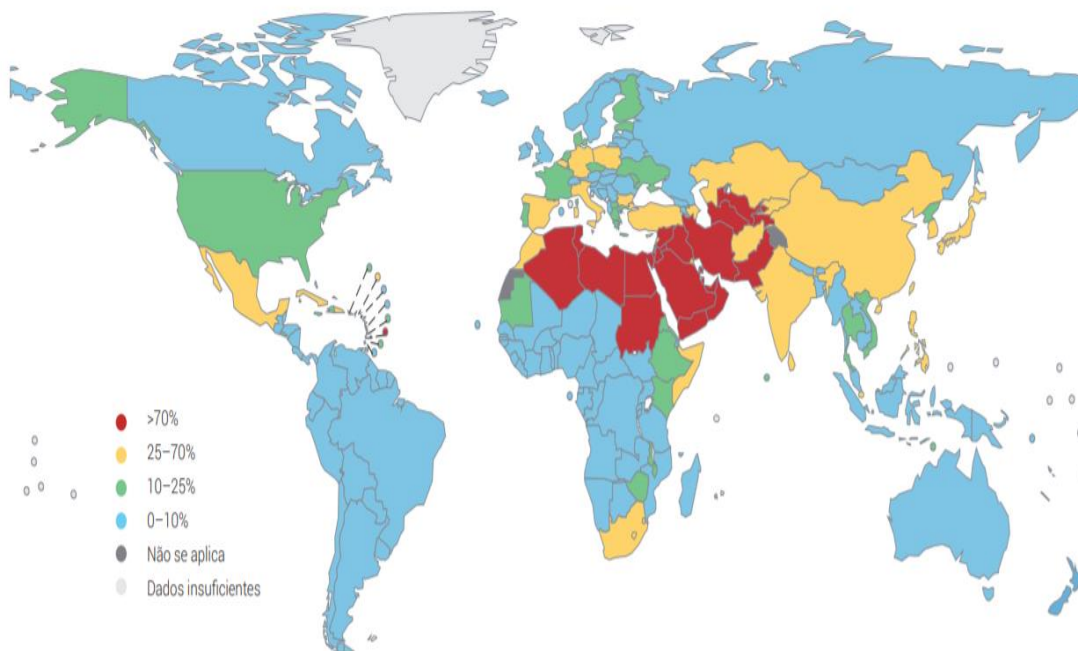 >70%
25–70%
10–25%
0–10%
Não se aplica
Dados insuficientes